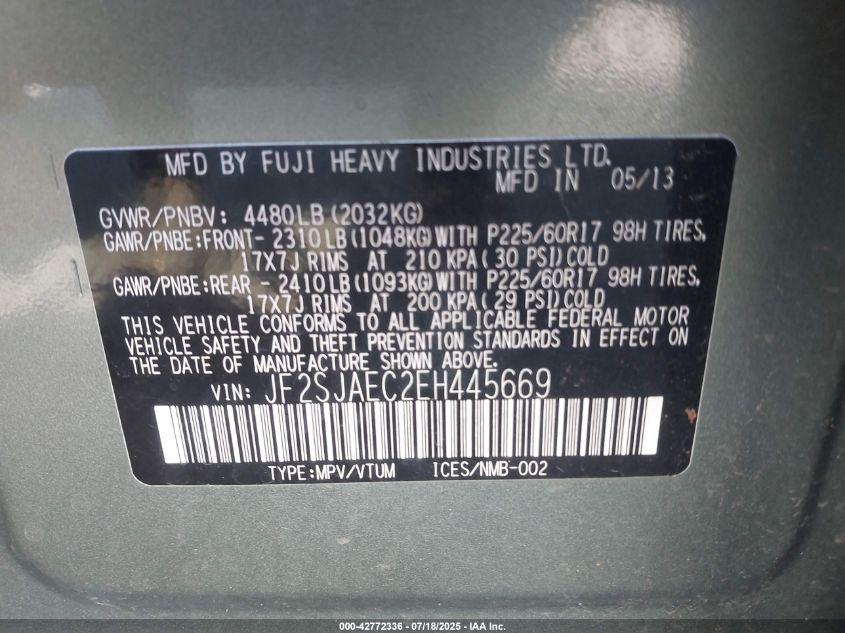 MFD BY FUJI HEAVY INDUSTRIES LTD.
MFD IN 05/13
GVWR/PNBV: 4480LB(2032KG)
GAWR/PNBE:FRONT- 2310LB(1048KG)WITH P225/60R17 98H TIRES,
17X7J RIMS AT 210 KPA(30 PSI)COLD
GAWR/PNBE:REAR - 2410LB(1093KG)WITH P225/60R17 98H TIRES,
17X7J RIMS AT 200 KPA(29 PSI)COLD
THIS VEHICLE CONFORMS TO ALL APPLICABLE FEDERAL MOTOR
VEHICLE SAFETY AND THEFT PREVENTION STANDARDS IN EFFECT ON
THE DATE OF MANUFACTURE SHOWN ABOVE.
VIN: JF2SJAEC2EH445669
TYPE:MPV/VTUM ICES/NMB-002
000-42772336 - 07/18/2025 - IAA Inc.